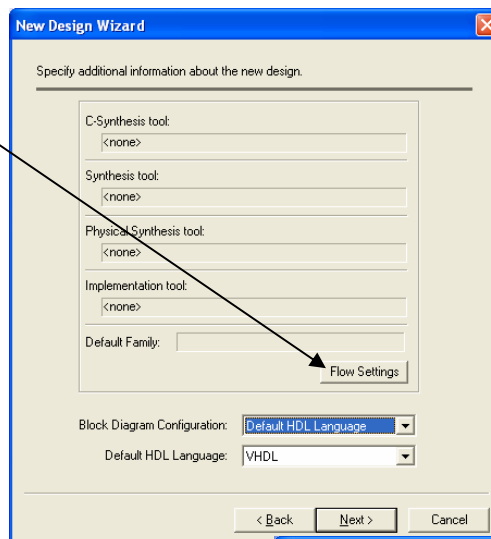 New Design Wizard
Specify additional information about the new design.
C-Synthesis tool:
<none>
Synthesis tool:
<none>
Physical Synthesis tool:
<none>
Implementation tool:
<none>
Default Family:
Flow Settings
Block Diagram Configuration: Default HDL Language
Default HDL Language: VHDL
< Back Next > Cancel